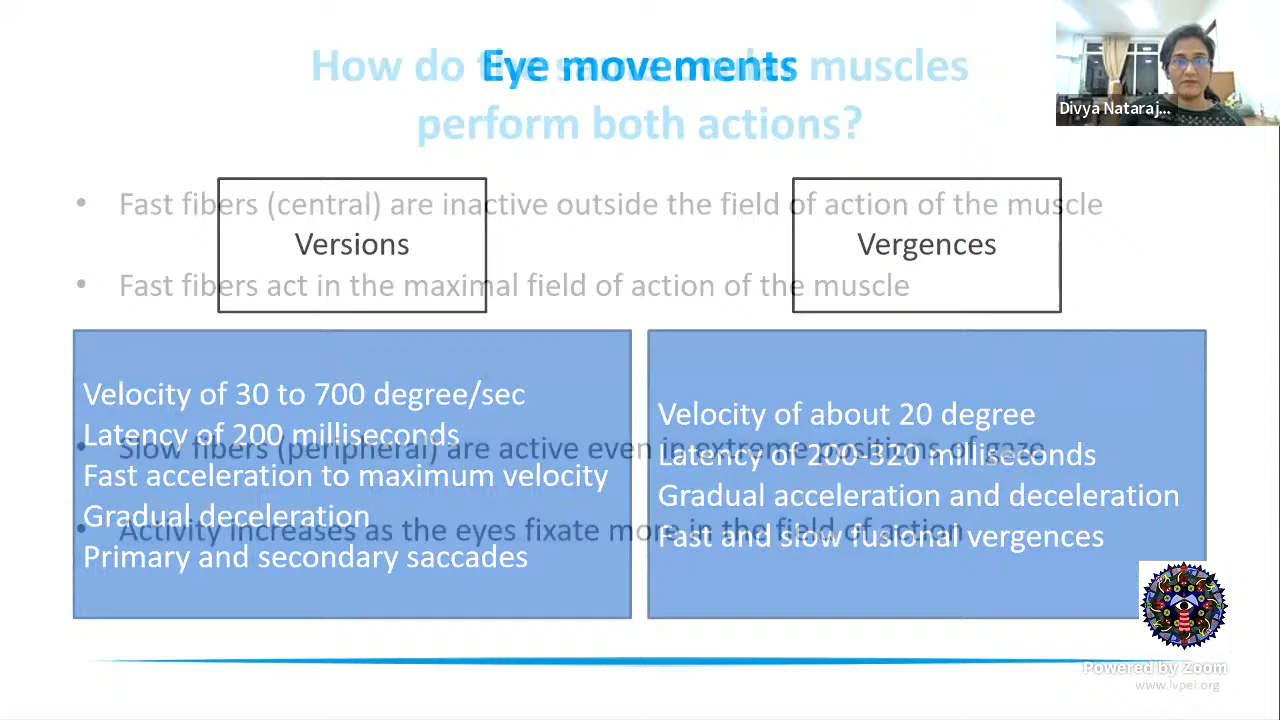 Eye movements
How do the same ocular muscles
perform both actions?
Divya Nataraj...
• Fast fibers (central) are inactive outside the field of action of the muscle
Versions
Vergences
• Fast fibers act in the maximal field of action of the muscle
Velocity of 30 to 700 degree/sec
Latency of 200 milliseconds
Fast acceleration to maximum velocity
Gradual deceleration
Primary and secondary saccades
Velocity of about 20 degree
Latency of 200-320 milliseconds
Gradual acceleration and deceleration
Fast and slow fusional vergences
• Slow fibers (peripheral) are active even in extreme positions of gaze
• Activity increases as the eyes fixate more in the field of action
Powered by Zoom
www.lvpei.org